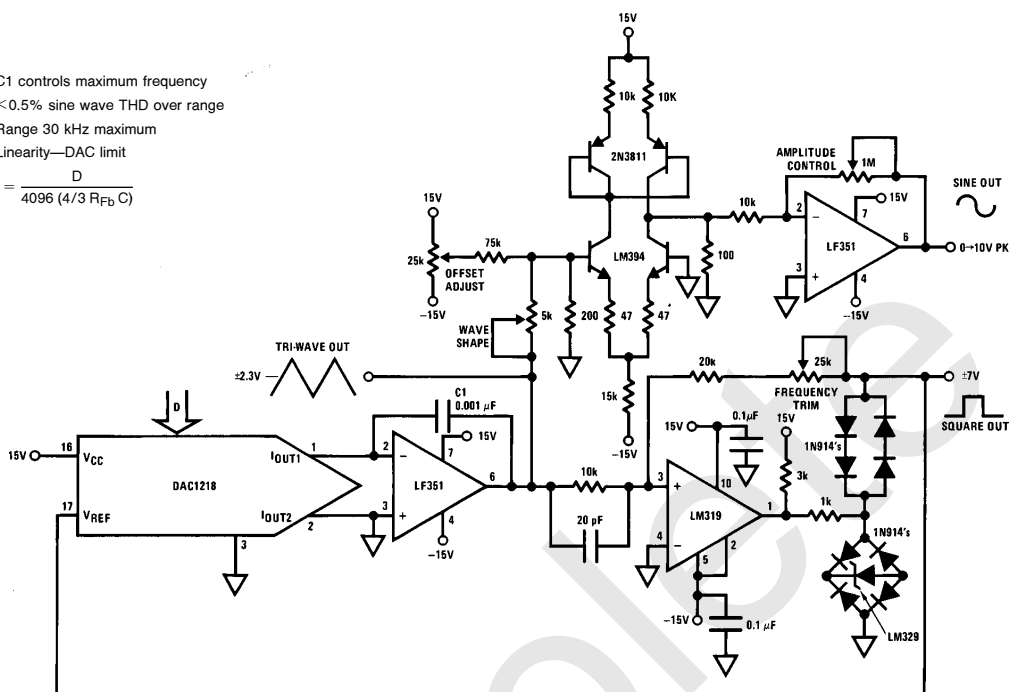 C1 controls maximum frequency
<0.5% sine wave THD over range
Range 30 kHz maximum
Linearity—DAC limit
= D / 4096 (4/3 RFb C)
15V
10k
10K
2N3811
AMPLITUDE
CONTROL
1M
SINE OUT
15V
10k
2
−
7
LF351
6
0→10V PK
3
+
4
−15V
100
15V
25k
75k
OFFSET
ADJUST
−15V
LM394
5k
200
47
47
WAVE
SHAPE
15k
−15V
TRI-WAVE OUT
±2.3V
20k
25k
FREQUENCY
TRIM
±7V
SQUARE OUT
C1
0.001 µF
D
15V
16
VCC
17
VREF
DAC1218
IOUT1
1
IOUT2
2
3
2
−
7
15V
LF351
6
3
+
4
−15V
10k
20 pF
15V
0.1µF
3
+
10
LM319
1
4
−
5
2
−15V
0.1 µF
15V
3k
1k
1N914's
1N914's
LM329
olete